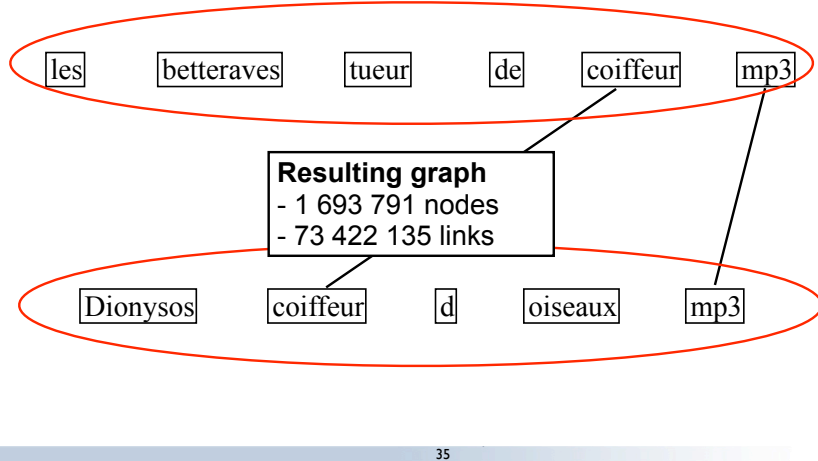 les betteraves tueur de coiffeur mp3
Resulting graph
- 1 693 791 nodes
- 73 422 135 links
Dionysos coiffeur d oiseaux mp3
35